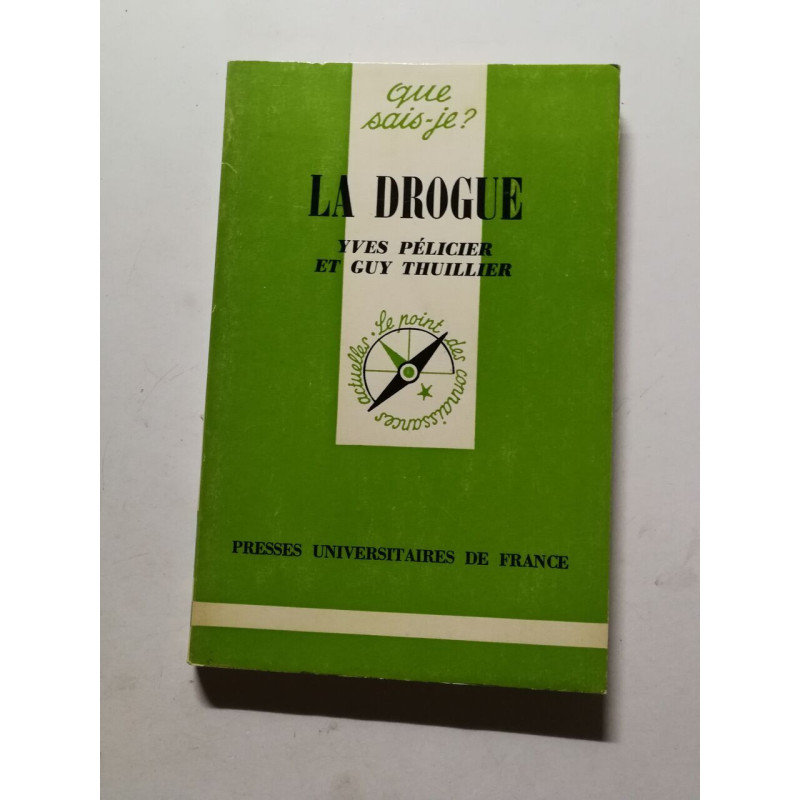 que
sais-je?
LA DROGUE
YVES PÉLICIER
ET GUY THUILLIER
Le point des connaissances actuelles •
PRESSES UNIVERSITAIRES DE FRANCE